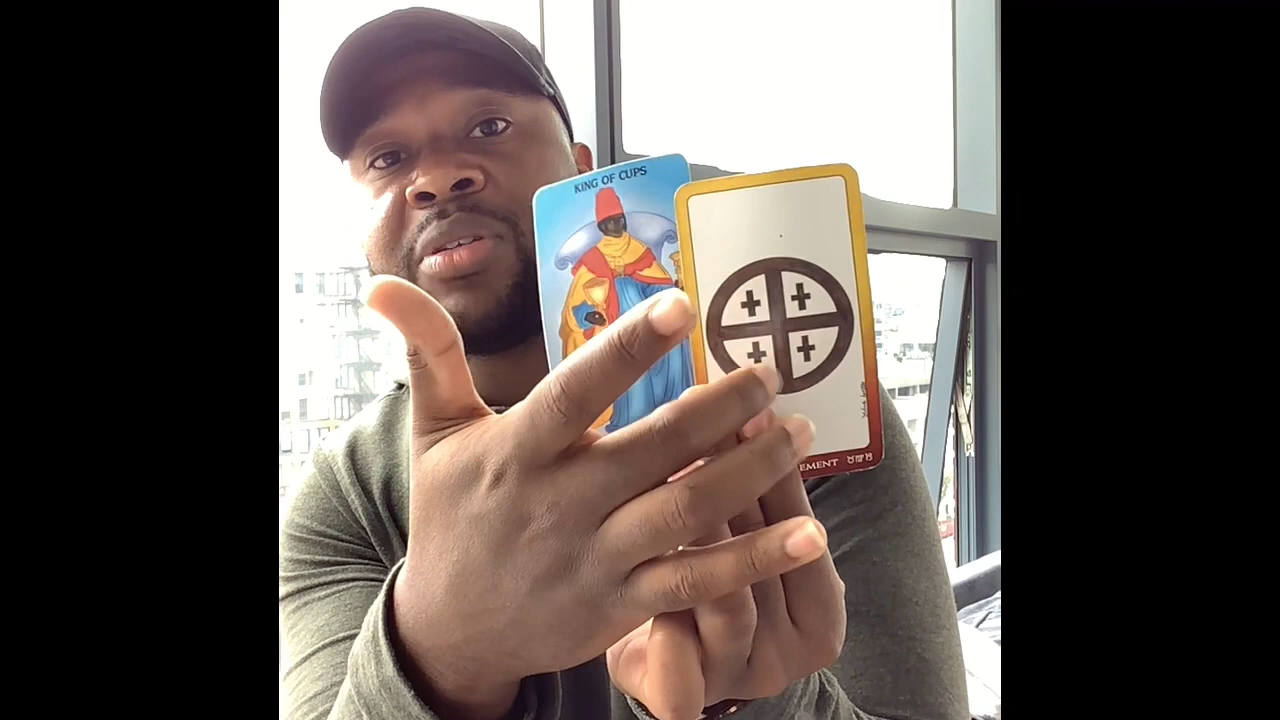 KING OF CUPS
EMENT ♉♍♑